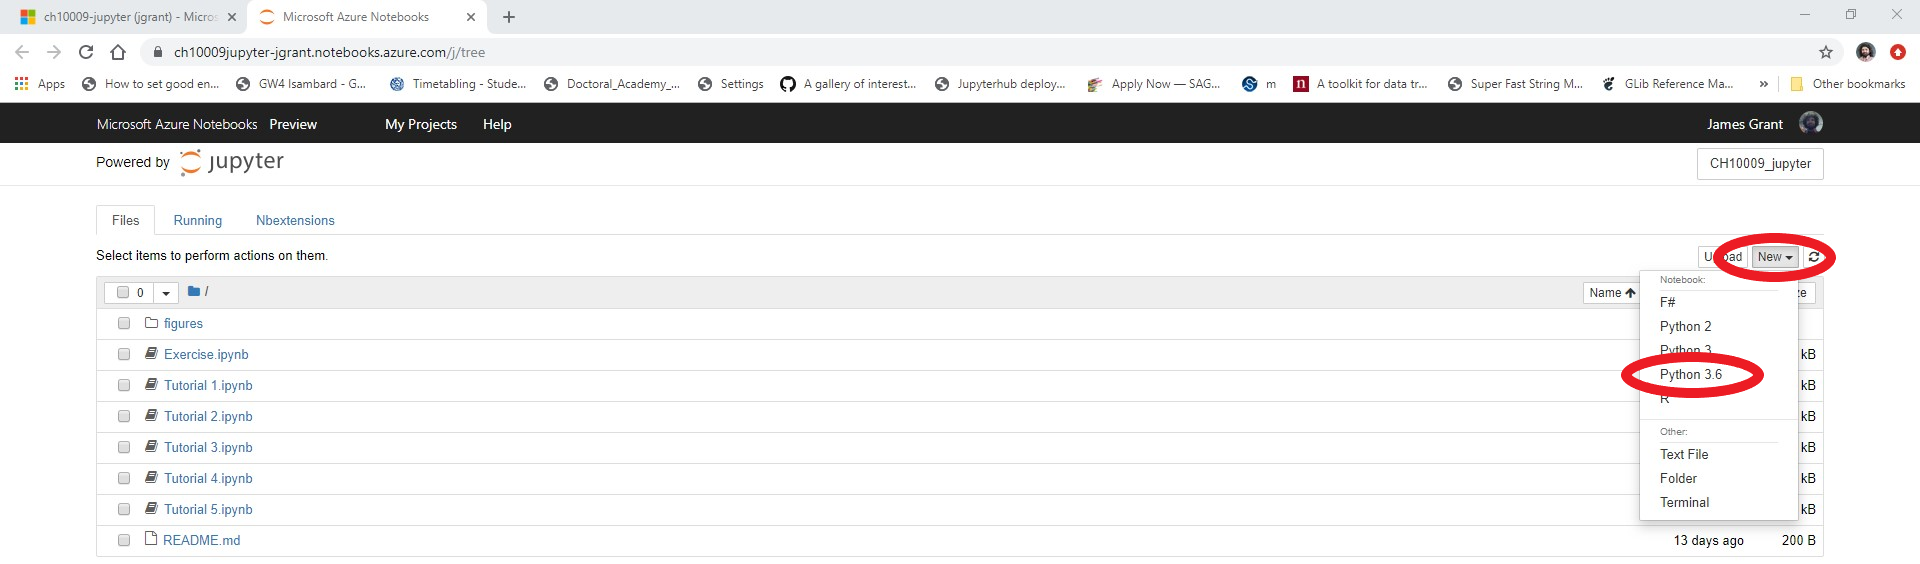 ch10009-jupyter (jgrant) - Micros
Microsoft Azure Notebooks
ch10009jupyter-jgrant.notebooks.azure.com/j/tree
Apps How to set good en... GW4 Isambard - G... Timetabling - Stude... Doctoral_Academy_... Settings A gallery of interest... Jupyterhub deploy... Apply Now — SAG... m A toolkit for data tr... Super Fast String M... GLib Reference Ma... » Other bookmarks
Microsoft Azure Notebooks Preview My Projects Help James Grant
Powered by jupyter CH10009_jupyter
Files Running Nbextensions
Select items to perform actions on them.
New
0 / Name
Notebook:
F#
Python 2
Python 3
Python 3.6
R
Other:
Text File
Folder
Terminal
figures
Exercise.ipynb kB
Tutorial 1.ipynb kB
Tutorial 2.ipynb kB
Tutorial 3.ipynb kB
Tutorial 4.ipynb kB
Tutorial 5.ipynb kB
README.md 13 days ago 200 B